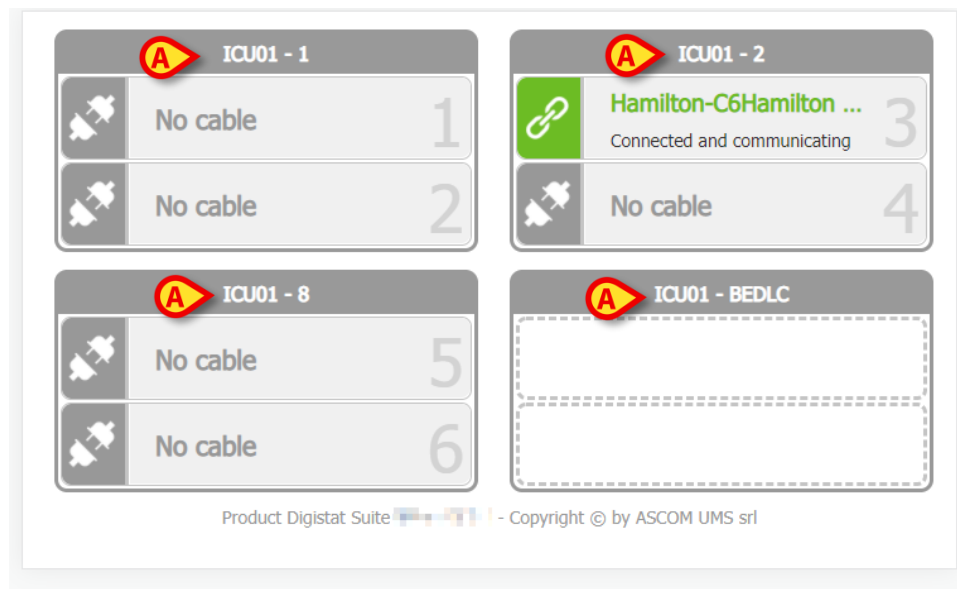 A ICU01 - 1
No cable 1
No cable 2
A ICU01 - 2
Hamilton-C6Hamilton ...
Connected and communicating 3
No cable 4
A ICU01 - 8
No cable 5
No cable 6
A ICU01 - BEDLC
Product Digistat Suite - Copyright © by ASCOM UMS srl